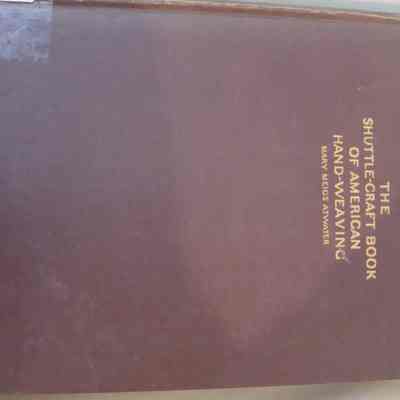 THE
SHUTTLE-CRAFT BOOK
OF AMERICAN
HAND-WEAVING
MARY MEIGS ATWATER